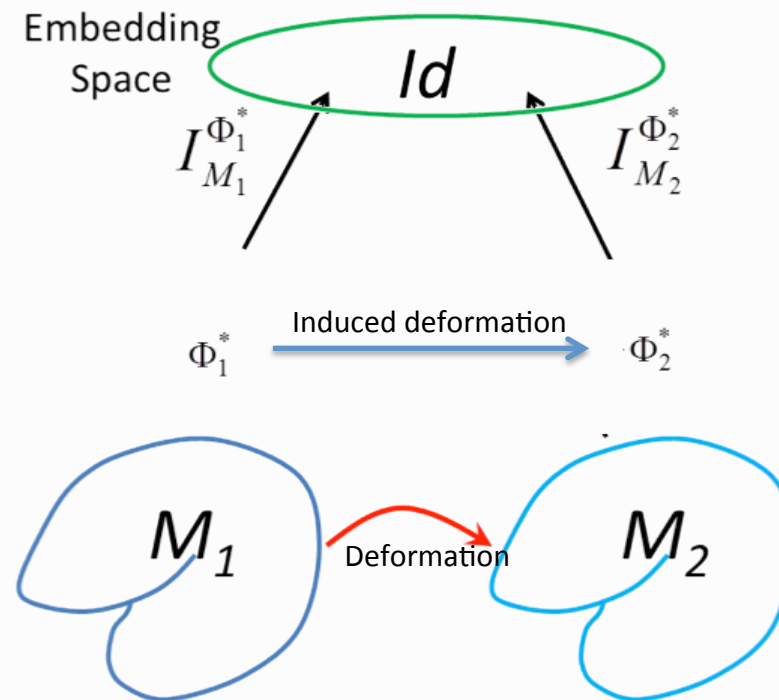 Embedding
Space
Id
I_{M_1}^{Φ_1^*}
I_{M_2}^{Φ_2^*}
Induced deformation
Φ_1^*
Φ_2^*
M_1
Deformation
M_2